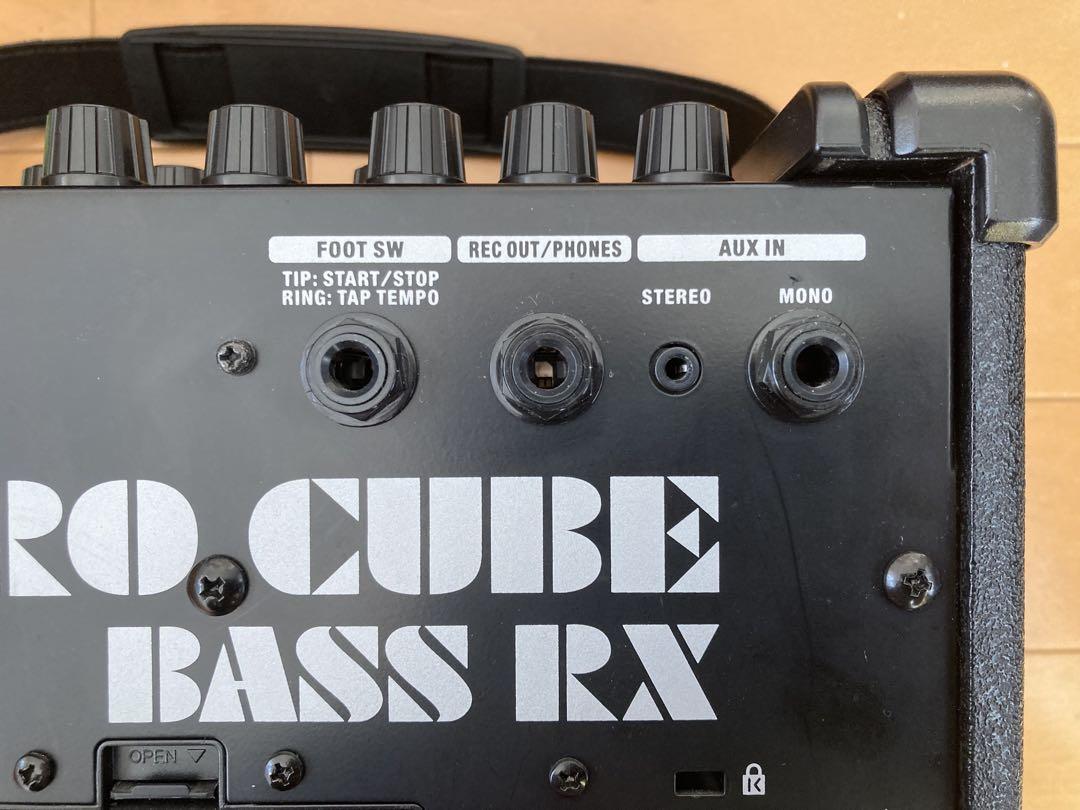 FOOT SW
REC OUT/PHONES
AUX IN
TIP: START/STOP
RING: TAP TEMPO
STEREO
MONO
RO CUBE
BASS RX
OPEN
K